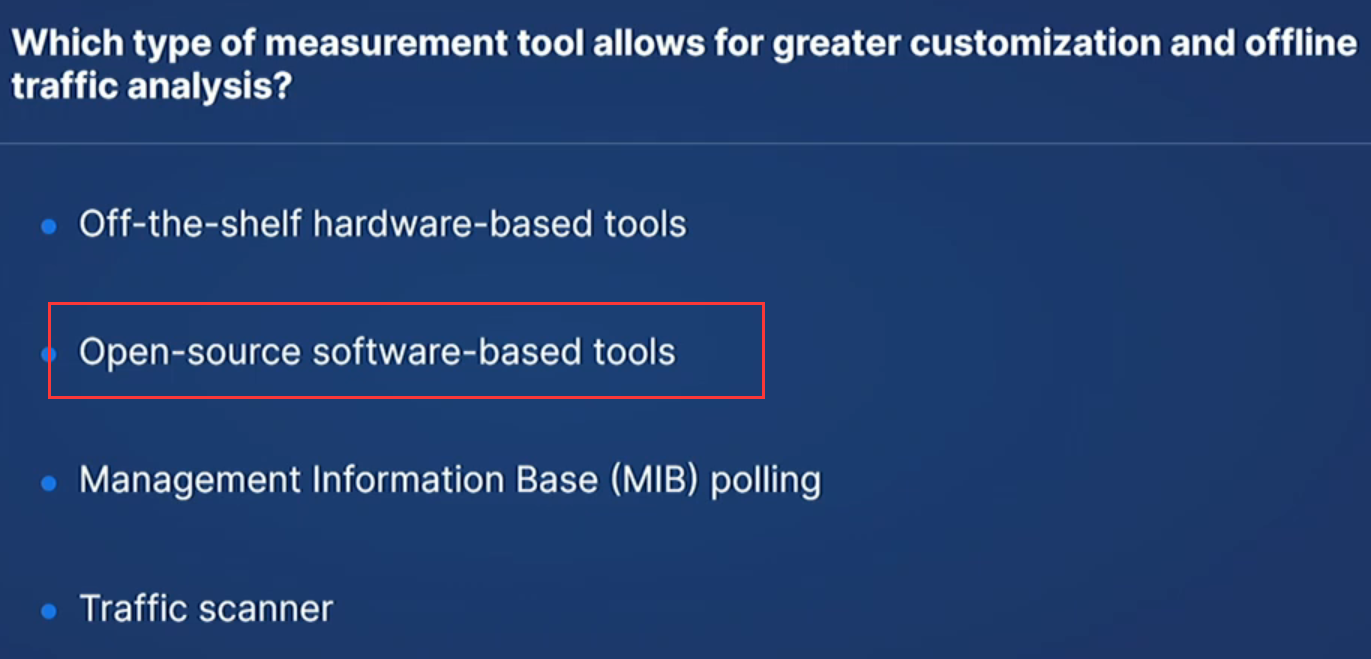 Which type of measurement tool allows for greater customization and offline
traffic analysis?
Off-the-shelf hardware-based tools
Open-source software-based tools
Management Information Base (MIB) polling
Traffic scanner